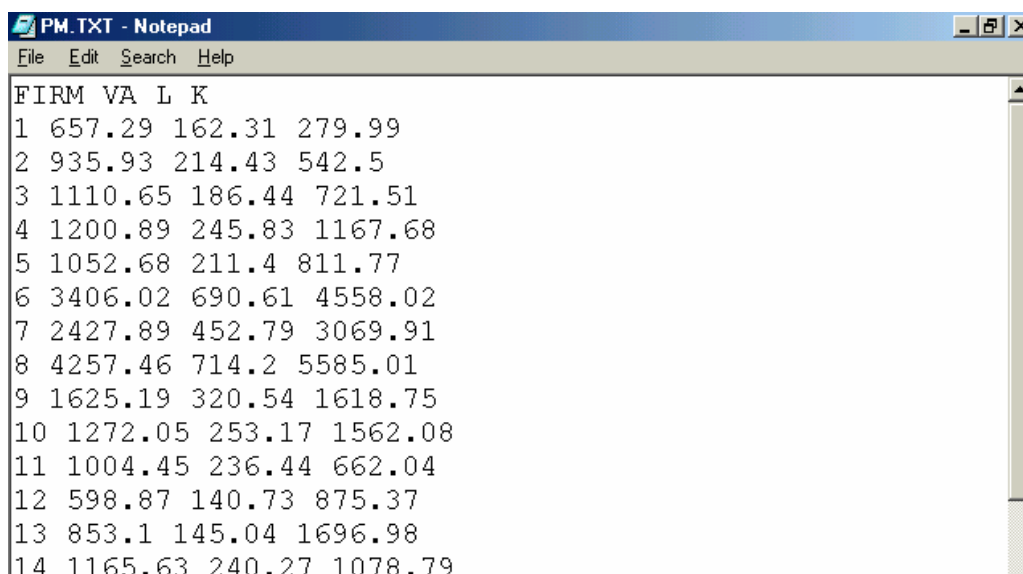 PM.TXT - Notepad
File Edit Search Help
FIRM VA L K
1 657.29 162.31 279.99
2 935.93 214.43 542.5
3 1110.65 186.44 721.51
4 1200.89 245.83 1167.68
5 1052.68 211.4 811.77
6 3406.02 690.61 4558.02
7 2427.89 452.79 3069.91
8 4257.46 714.2 5585.01
9 1625.19 320.54 1618.75
10 1272.05 253.17 1562.08
11 1004.45 236.44 662.04
12 598.87 140.73 875.37
13 853.1 145.04 1696.98
14 1165.63 240.27 1078.79